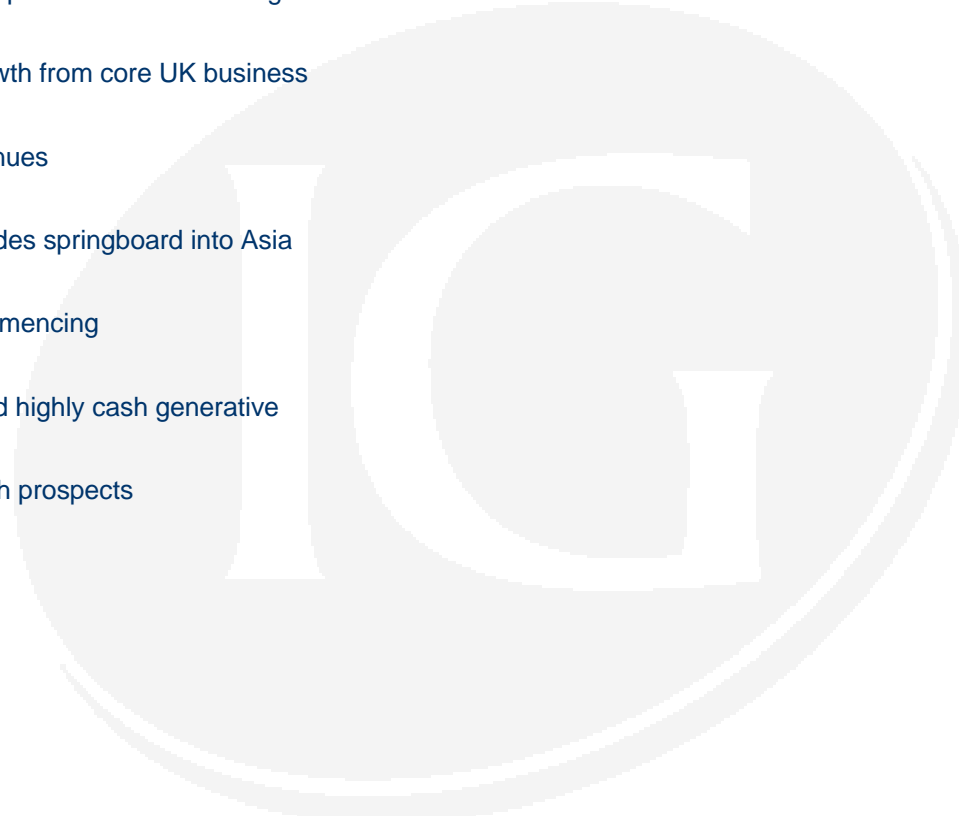 wth from core UK business
nues
des springboard into Asia
mencing
d highly cash generative
h prospects
IG